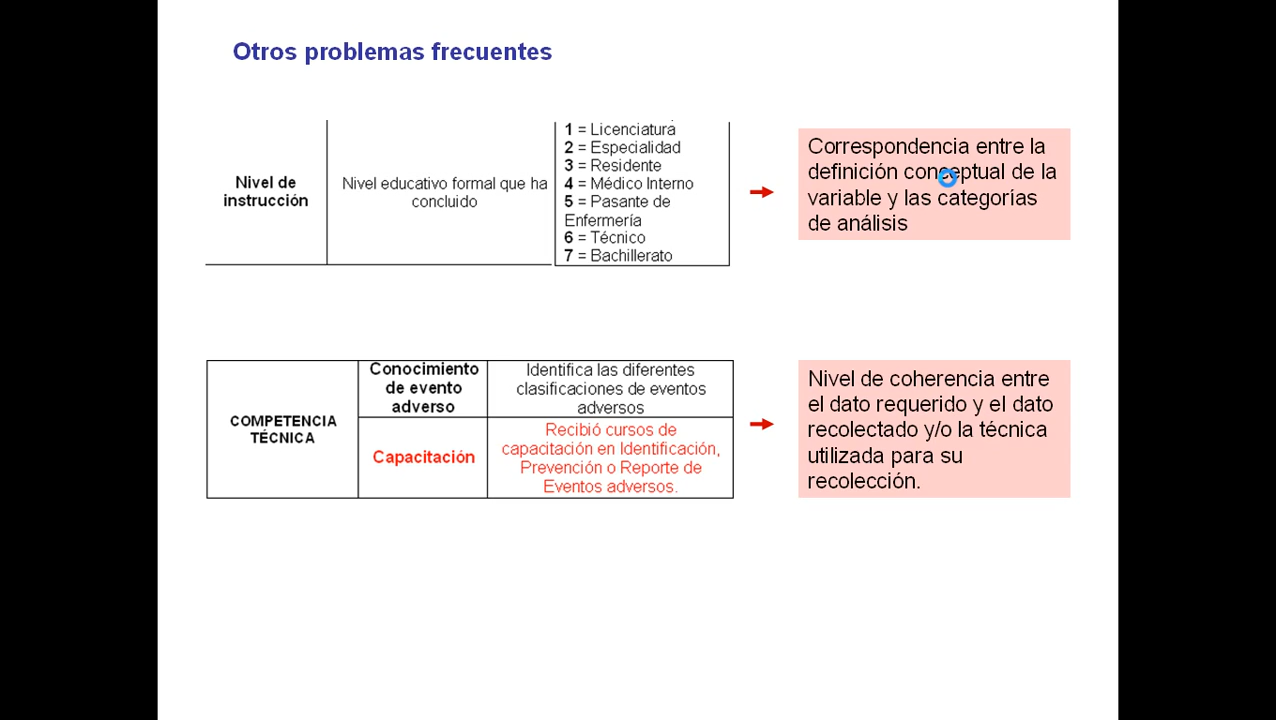 Otros problemas frecuentes
Nivel de
instrucción
Nivel educativo formal que ha
concluido
1 = Licenciatura
2 = Especialidad
3 = Residente
4 = Médico Interno
5 = Pasante de
Enfermería
6 = Técnico
7 = Bachillerato
Correspondencia entre la
definición conceptual de la
variable y las categorías
de análisis
COMPETENCIA
TÉCNICA
Conocimiento
de evento
adverso
Identifica las diferentes
clasificaciones de eventos
adversos
Capacitación
Recibió cursos de
capacitación en Identificación,
Prevención o Reporte de
Eventos adversos.
Nivel de coherencia entre
el dato requerido y el dato
recolectado y/o la técnica
utilizada para su
recolección.